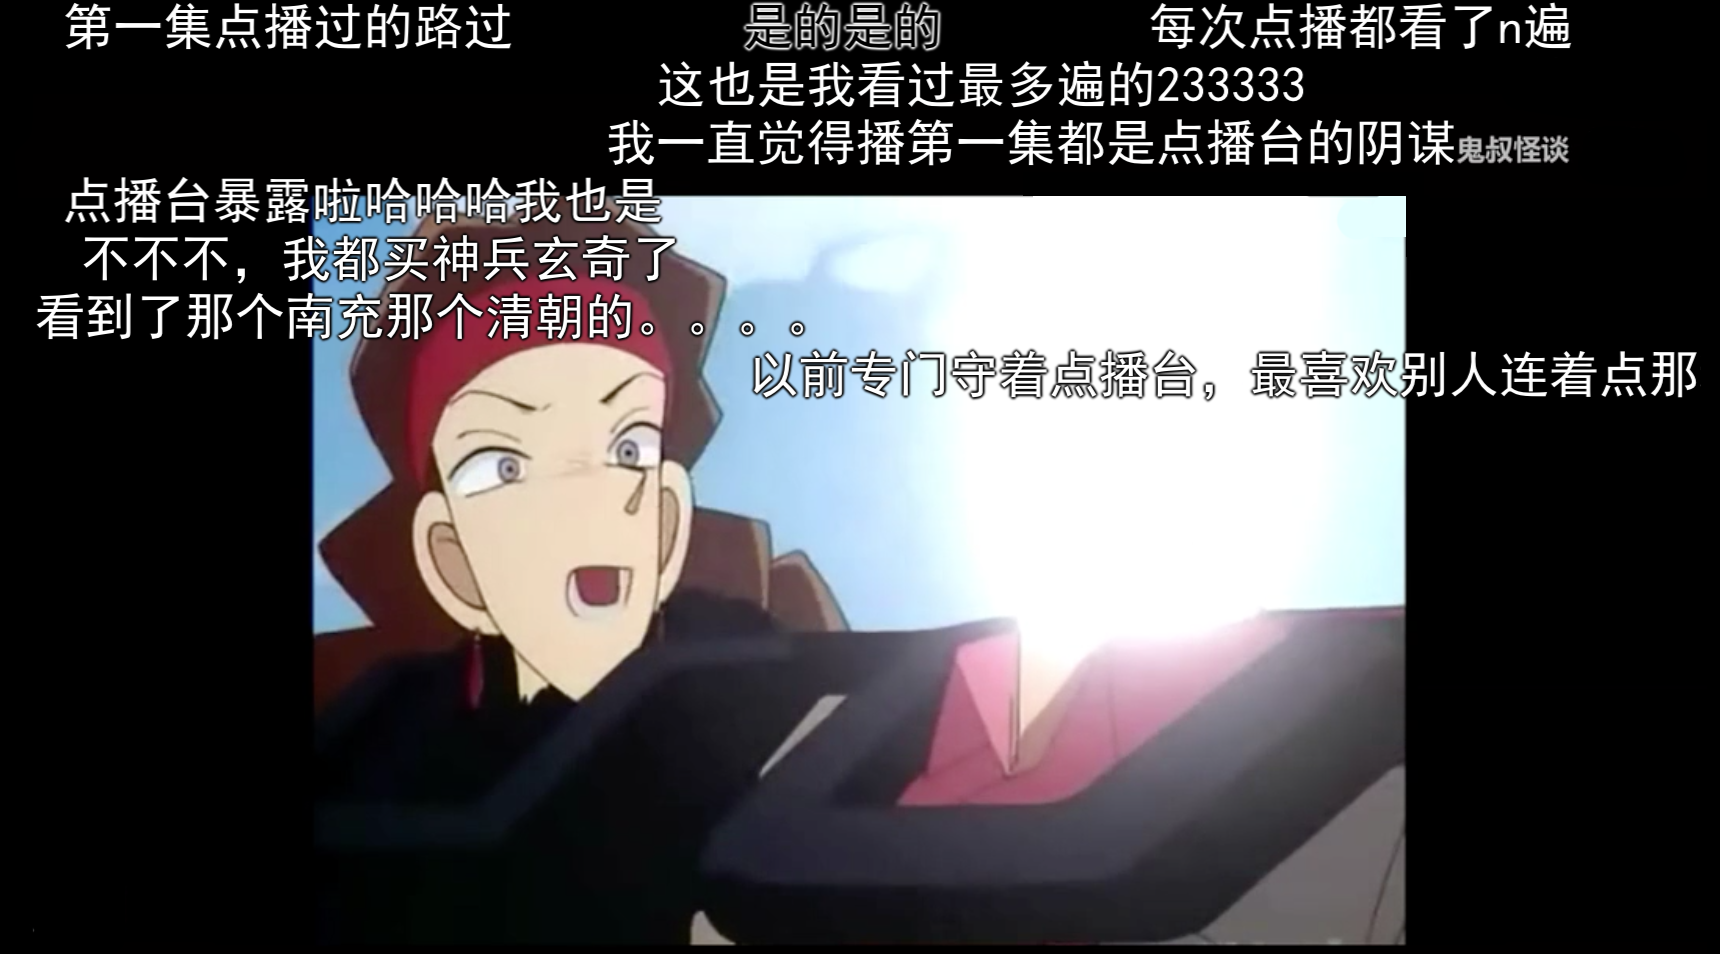 第一集点播过的路过
是的是的
每次点播都看了n遍
这也是我看过最多遍的233333
我一直觉得播第一集都是点播台的阴谋
鬼叔怪谈
点播台暴露啦哈哈哈我也是
不不不，我都买神兵玄奇了
看到了那个南充那个清朝的。。。。
以前专门守着点播台，最喜欢别人连着点那